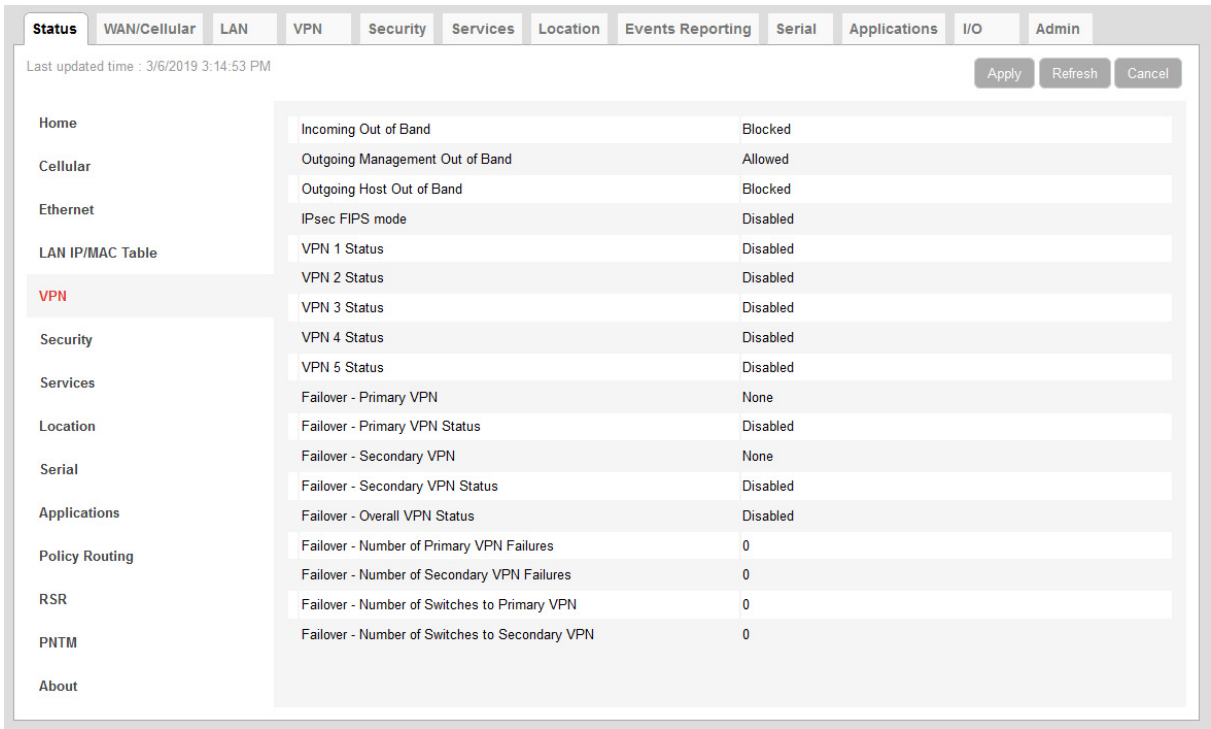 Status WAN/Cellular LAN VPN Security Services Location Events Reporting Serial Applications I/O Admin
Last updated time : 3/6/2019 3:14:53 PM
Apply Refresh Cancel
Home
Cellular
Ethernet
LAN IP/MAC Table
VPN
Security
Services
Location
Serial
Applications
Policy Routing
RSR
PNTM
About
Incoming Out of Band Blocked
Outgoing Management Out of Band Allowed
Outgoing Host Out of Band Blocked
IPsec FIPS mode Disabled
VPN 1 Status Disabled
VPN 2 Status Disabled
VPN 3 Status Disabled
VPN 4 Status Disabled
VPN 5 Status Disabled
Failover - Primary VPN None
Failover - Primary VPN Status Disabled
Failover - Secondary VPN None
Failover - Secondary VPN Status Disabled
Failover - Overall VPN Status Disabled
Failover - Number of Primary VPN Failures 0
Failover - Number of Secondary VPN Failures 0
Failover - Number of Switches to Primary VPN 0
Failover - Number of Switches to Secondary VPN 0